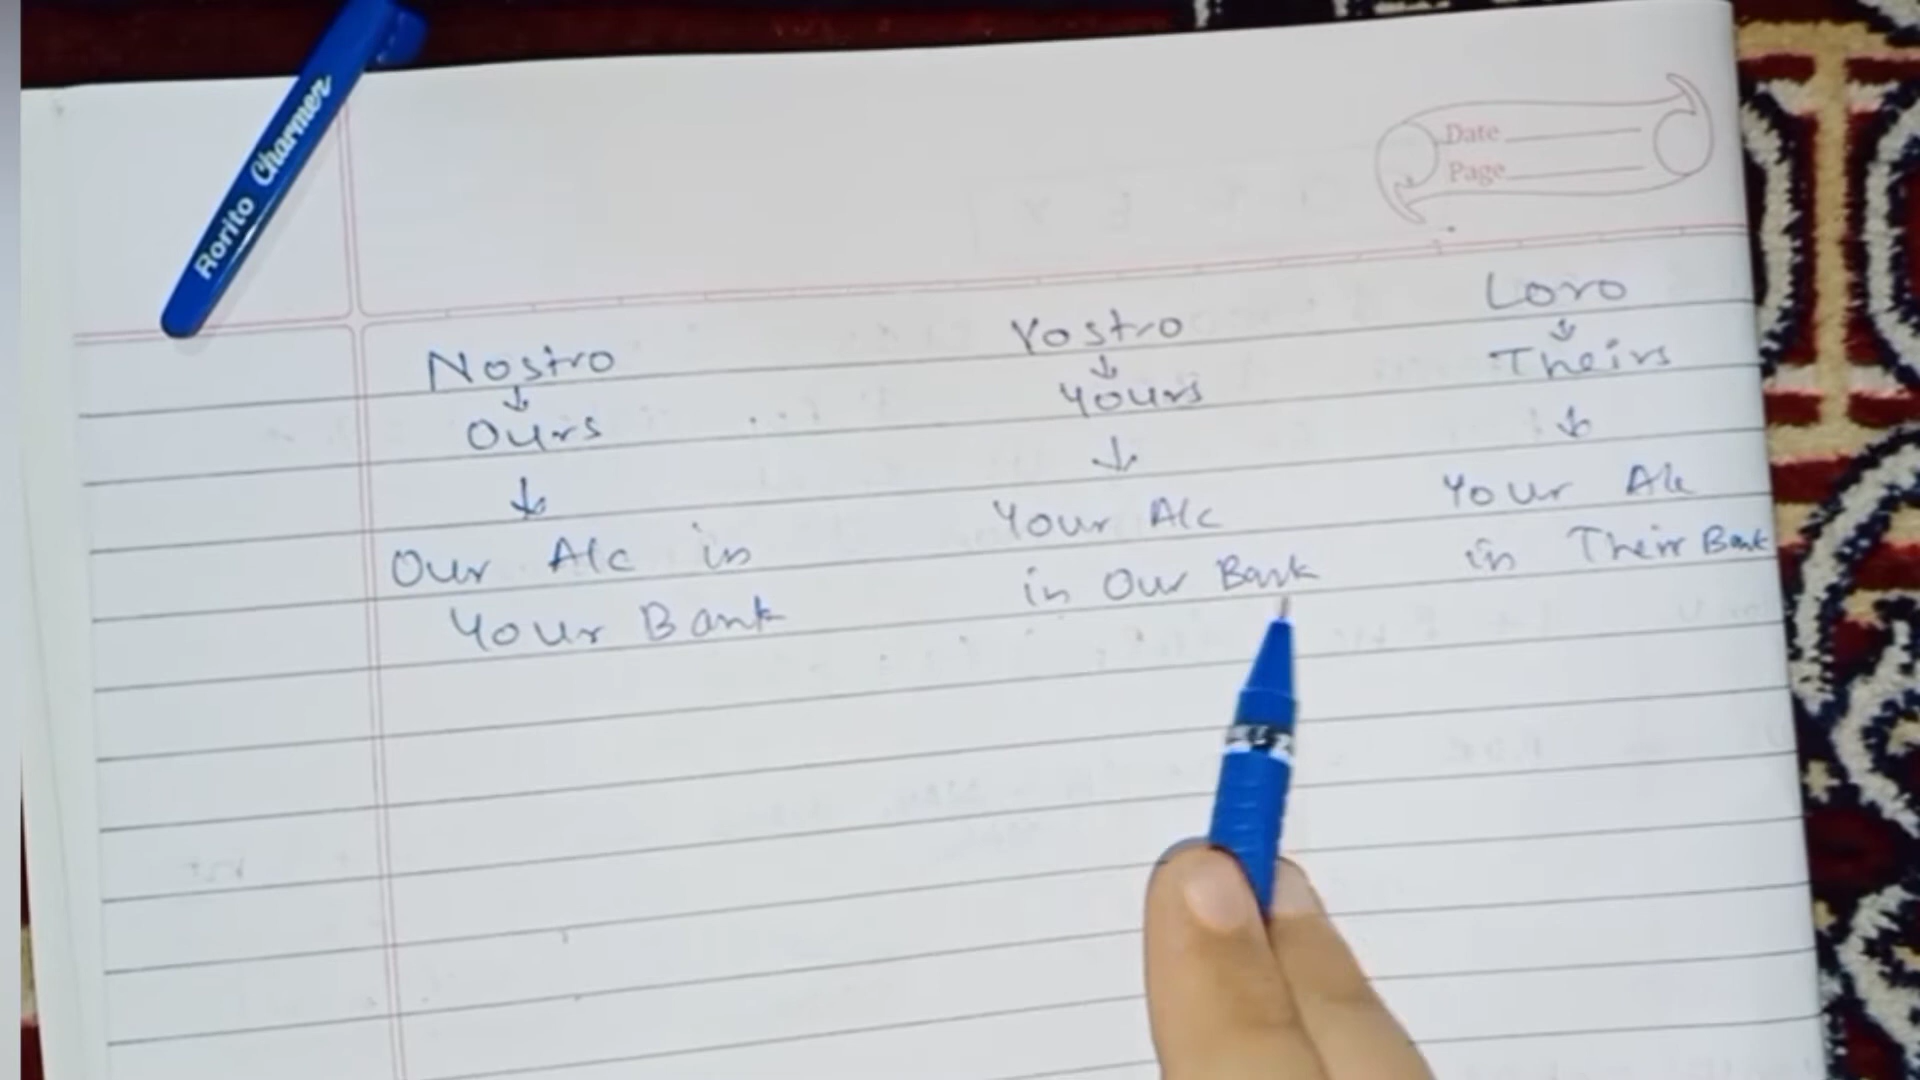 Rorito Charmer
Date
Page
Nostro
↓
Ours
↓
Our A/c in
Your Bank
Vostro
↓
Yours
↓
Your A/c
in Our Bank
Loro
↓
Theirs
↓
Your A/c
in Their Bank